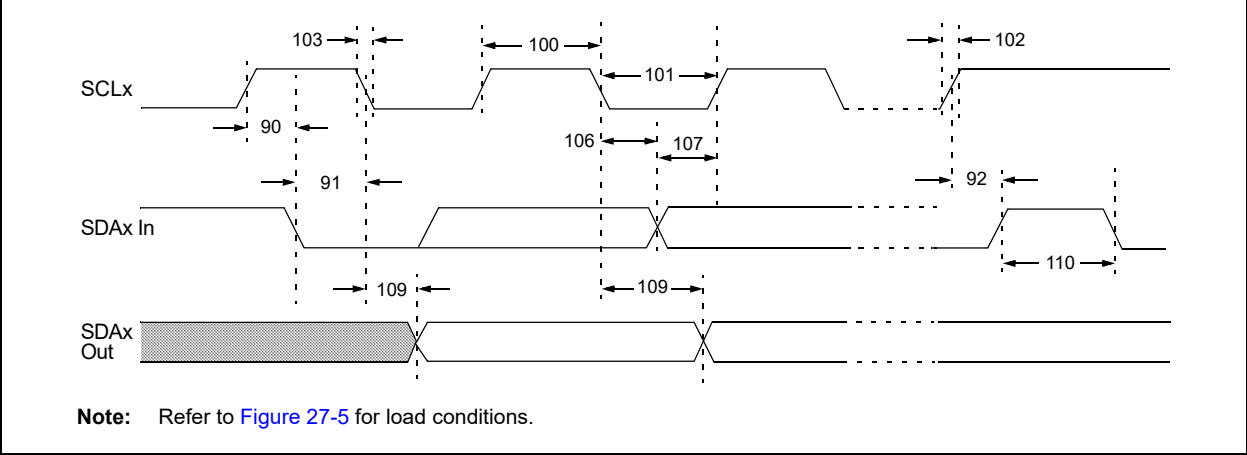 103
100
102
SCLx
101
90
106
107
91
92
SDAx In
110
109
109
SDAx
Out
Note: Refer to Figure 27-5 for load conditions.